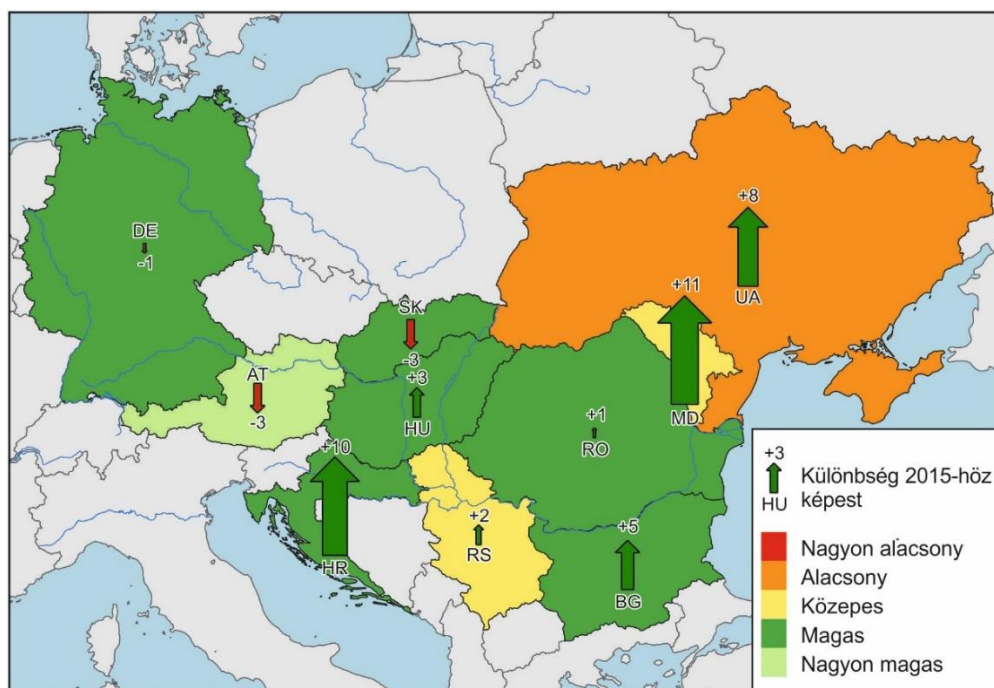 DE
-1
SK
-3
AT
-3
+3
HU
+10
HR
+2
RS
+1
RO
+5
BG
+11
MD
+8
UA
+3
HU
Különbség 2015-höz
képest
Nagyon alacsony
Alacsony
Közepes
Magas
Nagyon magas